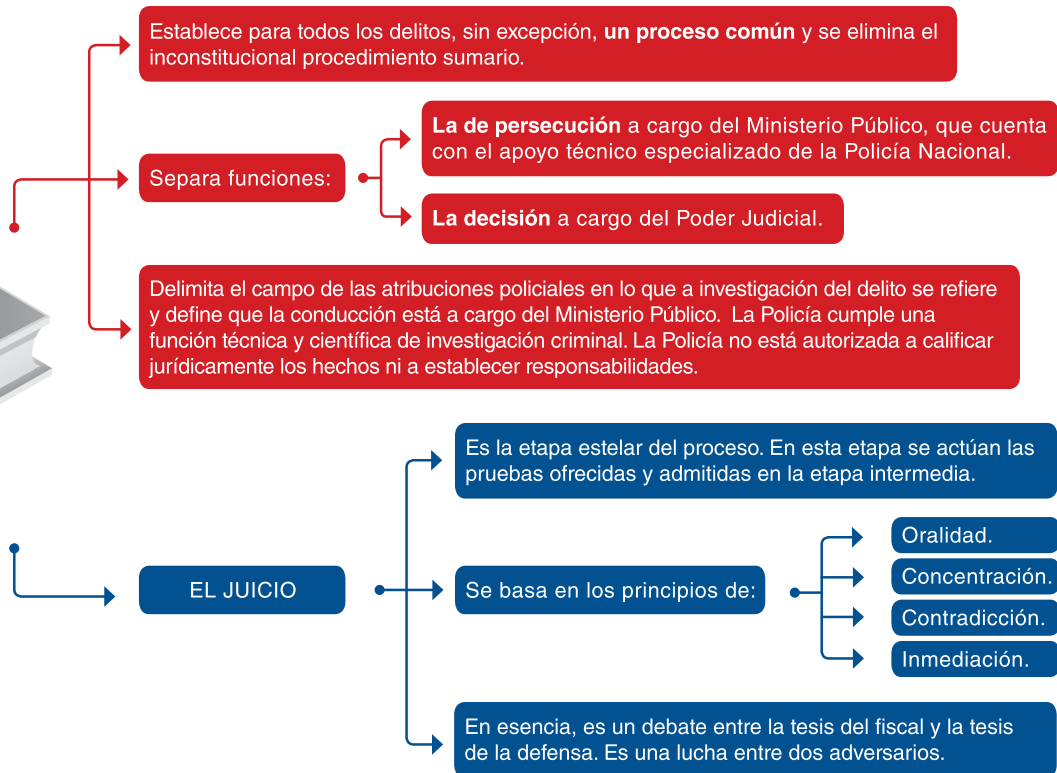 Establece para todos los delitos, sin excepción, un proceso común y se elimina el
inconstitucional procedimiento sumario.
Separa funciones:
La de persecución a cargo del Ministerio Público, que cuenta
con el apoyo técnico especializado de la Policía Nacional.
La decisión a cargo del Poder Judicial.
Delimita el campo de las atribuciones policiales en lo que a investigación del delito se refiere
y define que la conducción está a cargo del Ministerio Público. La Policía cumple una
función técnica y científica de investigación criminal. La Policía no está autorizada a calificar
jurídicamente los hechos ni a establecer responsabilidades.
EL JUICIO
Es la etapa estelar del proceso. En esta etapa se actúan las
pruebas ofrecidas y admitidas en la etapa intermedia.
Se basa en los principios de:
Oralidad.
Concentración.
Contradicción.
Inmediación.
En esencia, es un debate entre la tesis del fiscal y la tesis
de la defensa. Es una lucha entre dos adversarios.